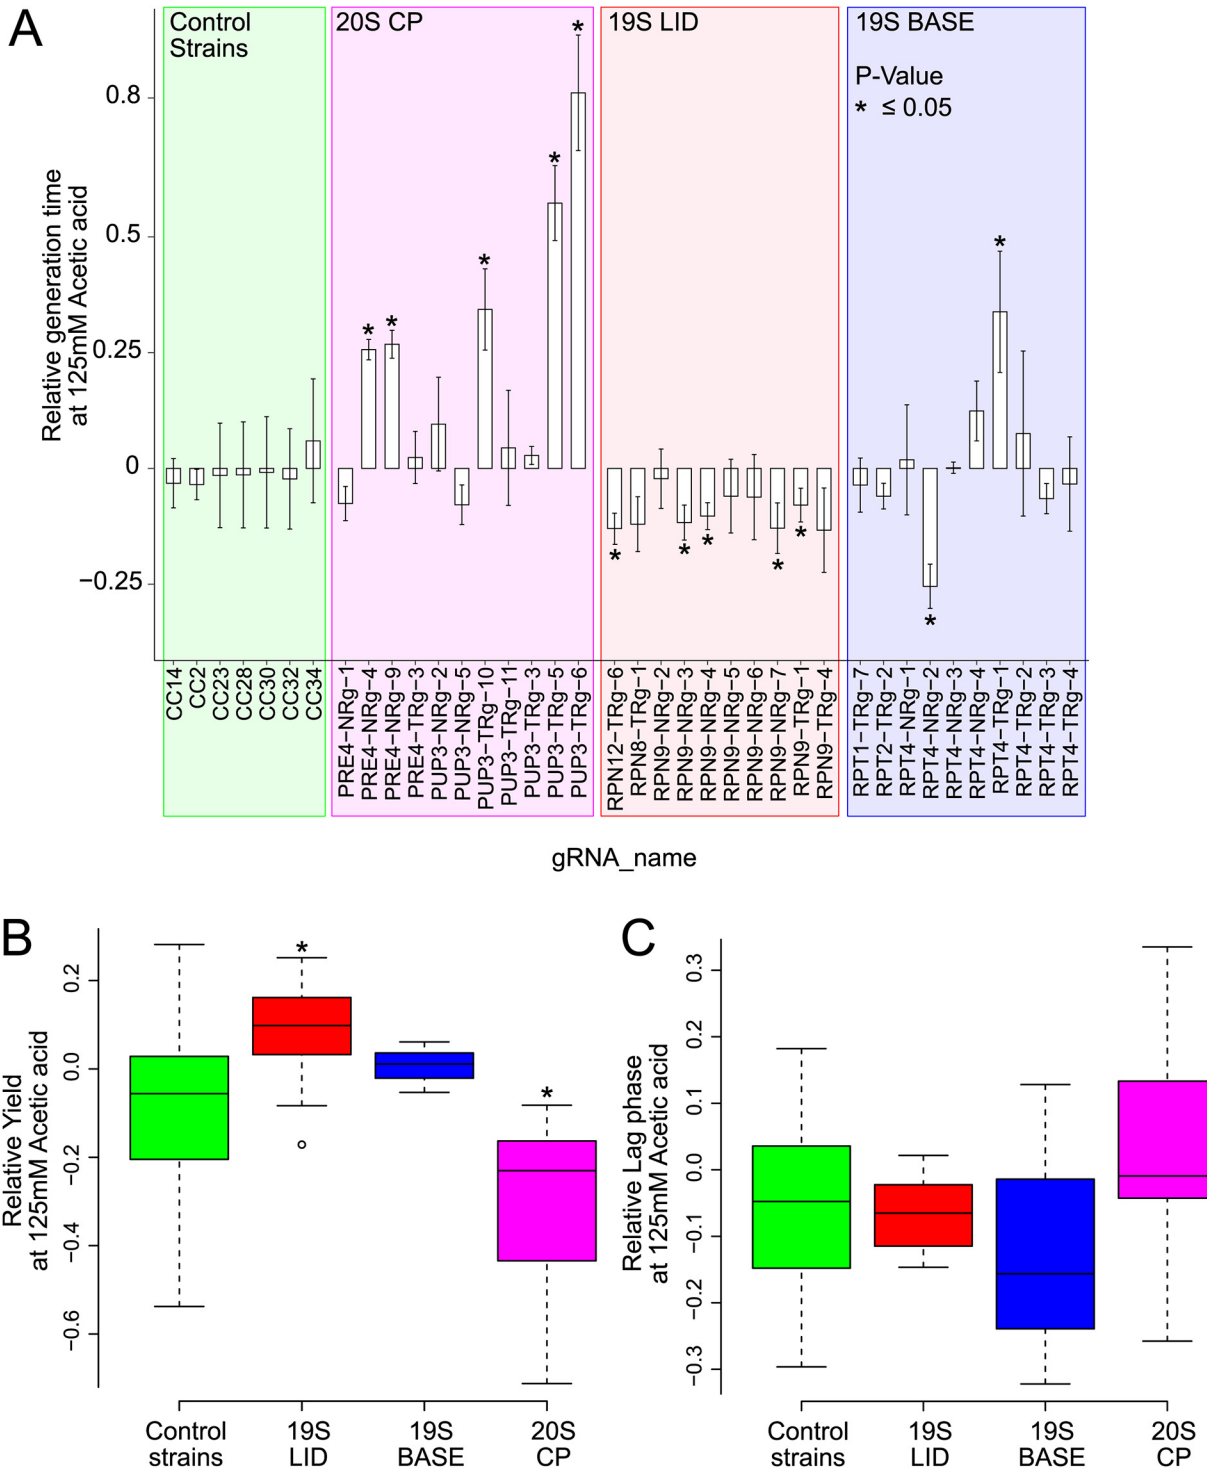 A
Control
Strains
20S CP
19S LID
19S BASE
P-Value
* ≤ 0.05
Relative generation time
at 125mM Acetic acid
0.8
0.5
0.25
0
−0.25
*
*
*
*
*
*
*
*
*
*
*
*
CC14
CC2
CC23
CC28
CC30
CC32
CC34
PRE4−NRg−1
PRE4−NRg−4
PRE4−NRg−9
PRE4−TRg−3
PUP3−NRg−2
PUP3−NRg−5
PUP3−TRg−10
PUP3−TRg−11
PUP3−TRg−3
PUP3−TRg−5
PUP3−TRg−6
RPN12−TRg−6
RPN8−TRg−1
RPN9−NRg−2
RPN9−NRg−3
RPN9−NRg−4
RPN9−NRg−5
RPN9−NRg−6
RPN9−NRg−7
RPN9−TRg−1
RPN9−TRg−4
RPT1−TRg−7
RPT2−TRg−2
RPT4−NRg−1
RPT4−NRg−2
RPT4−NRg−3
RPT4−NRg−4
RPT4−TRg−1
RPT4−TRg−2
RPT4−TRg−3
RPT4−TRg−4
gRNA_name
B
Relative Yield
at 125mM Acetic acid
0.2
0.0
−0.2
−0.4
−0.6
*
*
Control
strains
19S
LID
19S
BASE
20S
CP
C
Relative Lag phase
at 125mM Acetic acid
0.3
0.2
0.1
0.0
−0.1
−0.2
−0.3
Control
strains
19S
LID
19S
BASE
20S
CP